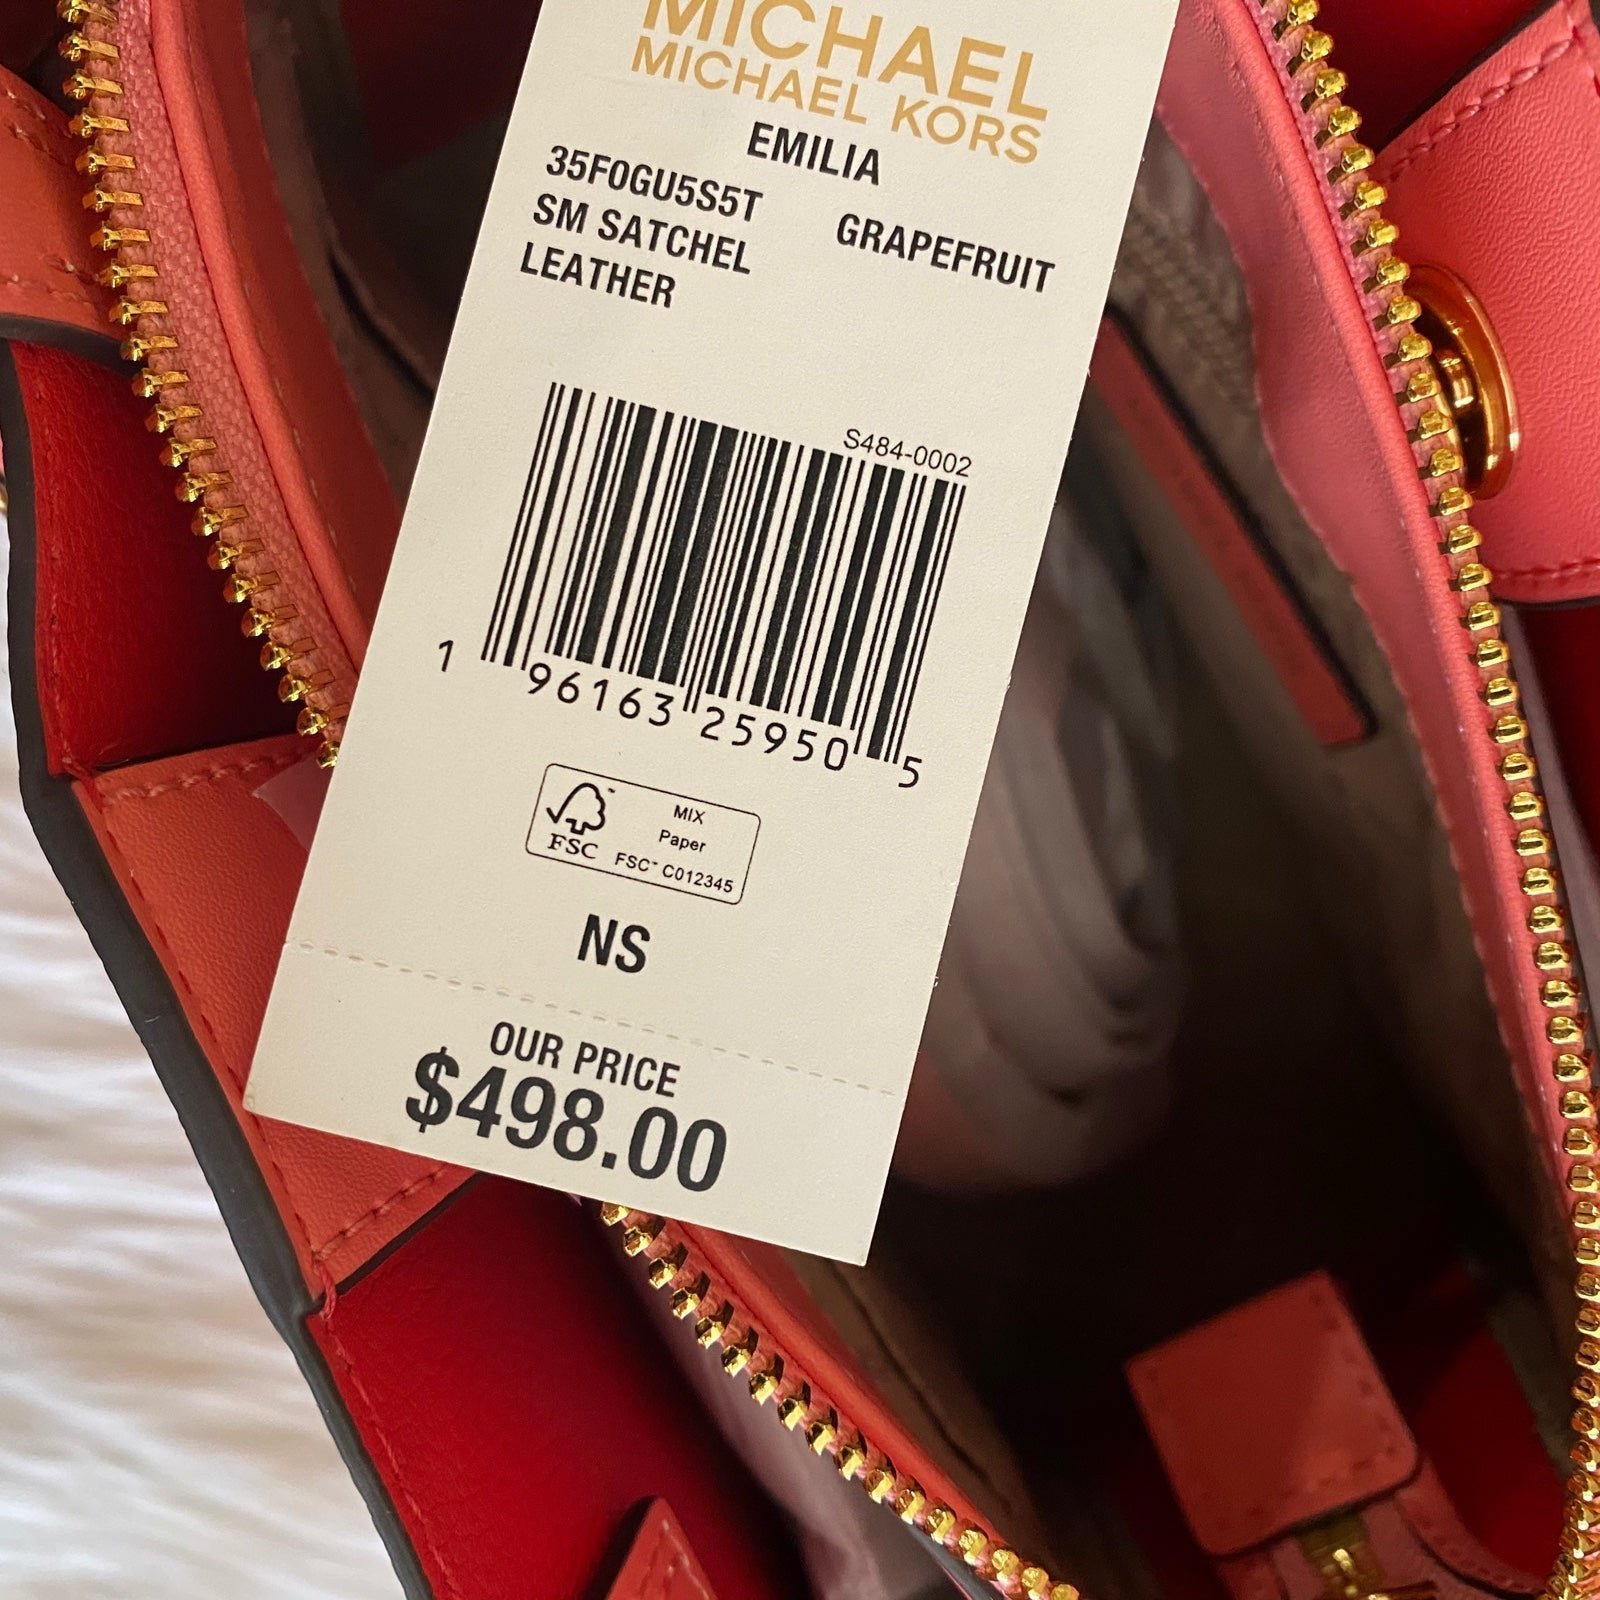 MICHAEL
MICHAEL KORS
EMILIA
35F0GU5S5T
SM SATCHEL GRAPEFRUIT
LEATHER
S484-0002
1 96163 25950 5
MIX
Paper
FSC FSC™ C012345
NS
OUR PRICE
$498.00